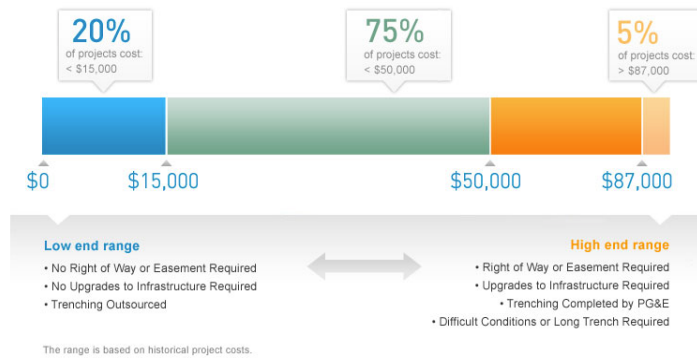 20%
of projects cost:
< $15,000
75%
of projects cost:
< $50,000
5%
of projects cost:
> $87,000
$0
$15,000
$50,000
$87,000
Low end range
• No Right of Way or Easement Required
• No Upgrades to Infrastructure Required
• Trenching Outsourced
High end range
• Right of Way or Easement Required
• Upgrades to Infrastructure Required
• Trenching Completed by PG&E
• Difficult Conditions or Long Trench Required
The range is based on historical project costs.